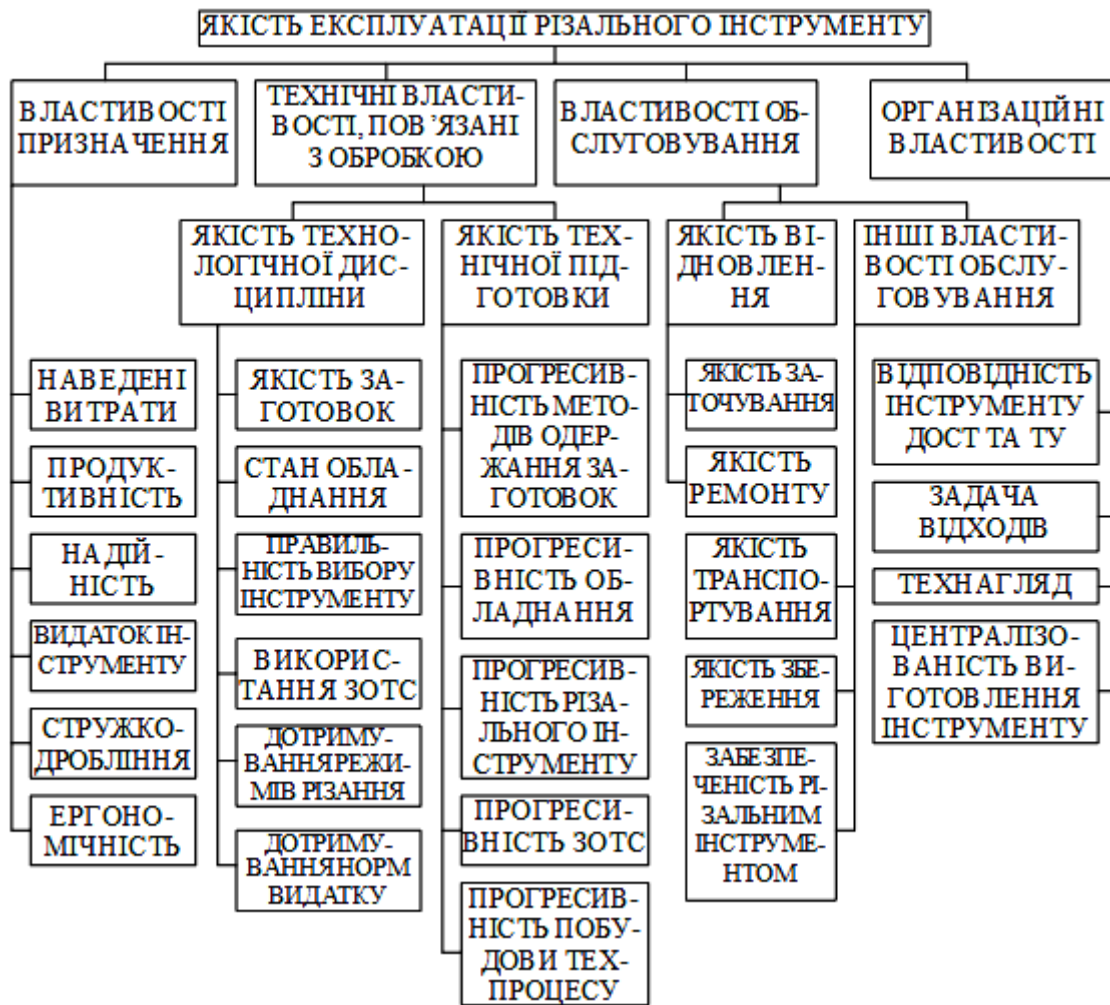 ЯКІСТЬ ЕКСПЛУАТАЦІЇ РІЗАЛЬНОГО ІНСТРУМЕНТУ
ВЛАСТИВОСТІ
ПРИЗНАЧЕННЯ
ТЕХНІЧНІ ВЛАСТИ-
ВОСТІ, ПОВ’ЯЗАНІ
З ОБРОБКОЮ
ВЛАСТИВОСТІ ОБ-
СЛУГОВУВАННЯ
ОРГАНІЗАЦІЙНІ
ВЛАСТИВОСТІ
ЯКІСТЬ ТЕХНО-
ЛОГІЧНОЇ ДИС-
ЦИПЛІНИ
ЯКІСТЬ ТЕХ-
НІЧНОЇ ПІД-
ГОТОВКИ
ЯКІСТЬ ВІ-
ДНОВЛЕН-
НЯ
ІНШІ ВЛАСТИ-
ВОСТІ ОБСЛУ-
ГОВУВАННЯ
НАВЕДЕНІ
ВИТРАТИ
ПРОДУК-
ТИВНІСТЬ
НАДІЙ-
НІСТЬ
ВИДАТОК ІН-
СТРУМЕНТУ
СТРУЖКО-
ДРОБЛІННЯ
ЕРГОНО-
МІЧНІСТЬ
ЯКІСТЬ ЗА-
ГОТОВОК
СТАН ОБЛА-
ДНАННЯ
ПРАВИЛЬ-
НІСТЬ ВИБОРУ
ІНСТРУМЕНТУ
ВИКОРИС-
ТАННЯ ЗОТС
ДОТРИМУ-
ВАННЯ РЕЖИ-
МІВ РІЗАННЯ
ДОТРИМУ-
ВАННЯ НОРМ
ВИДАТКУ
ПРОГРЕСИВ-
НІСТЬ МЕТО-
ДІВ ОДЕР-
ЖАННЯ ЗА-
ГОТОВОК
ПРОГРЕСИ-
ВНІСТЬ ОБ-
ЛАДНАННЯ
ПРОГРЕСИВ-
НІСТЬ РІЗА-
ЛЬНОГО ІН-
СТРУМЕНТУ
ПРОГРЕСИ-
ВНІСТЬ ЗОТС
ПРОГРЕСИВ-
НІСТЬ ПОБУ-
ДОВИ ТЕХ-
ПРОЦЕСУ
ЯКІСТЬ ЗА-
ТОЧУВАННЯ
ЯКІСТЬ
РЕМОНТУ
ЯКІСТЬ
ТРАНСПО-
РТУВАННЯ
ЯКІСТЬ ЗБЕ-
РЕЖЕННЯ
ЗАБЕЗПЕ-
ЧЕНІСТЬ РІ-
ЗАЛЬНИМ
ІНСТРУМЕ-
НТОМ
ВІДПОВІДНІСТЬ
ІНСТРУМЕНТУ
ДОСТ ТА ТУ
ЗАДАЧА
ВІДХОДІВ
ТЕХНАГЛЯД
ЦЕНТРАЛІЗО-
ВАНІСТЬ ВИ-
ГОТОВЛЕННЯ
ІНСТРУМЕНТУ